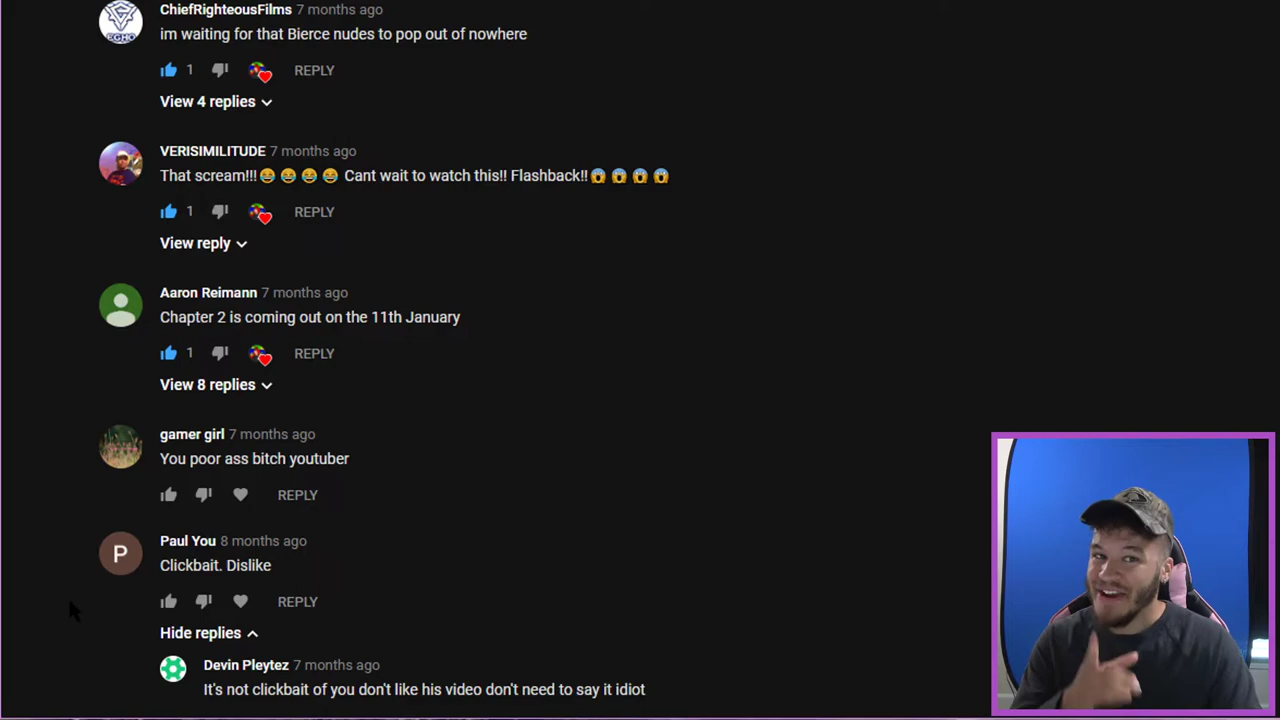 ChiefRighteousFilms 7 months ago
im waiting for that Bierce nudes to pop out of nowhere
1 REPLY
View 4 replies
VERISIMILITUDE 7 months ago
That scream!!!😂😂😂😂 Cant wait to watch this!! Flashback!!😱😱😱😱
1 REPLY
View reply
Aaron Reimann 7 months ago
Chapter 2 is coming out on the 11th January
1 REPLY
View 8 replies
gamer girl 7 months ago
You poor ass bitch youtuber
REPLY
P
Paul You 8 months ago
Clickbait. Dislike
REPLY
Hide replies
Devin Pleytez 7 months ago
It's not clickbait of you don't like his video don't need to say it idiot